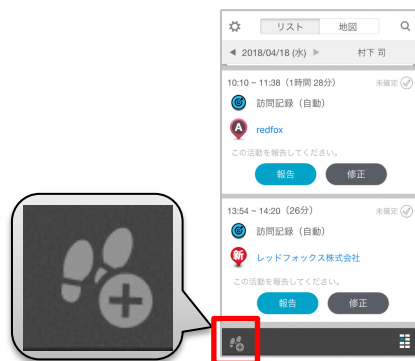 リスト 地図
◀ 2018/04/18 (水) ▶ 村下 司
10:10 ~ 11:38（1時間 28分） 未確定
訪問記録（自動）
A redfox
この活動を報告してください。
報告 修正
13:54 ~ 14:20（26分） 未確定
訪問記録（自動）
新 レッドフォックス株式会社
この活動を報告してください。
報告 修正